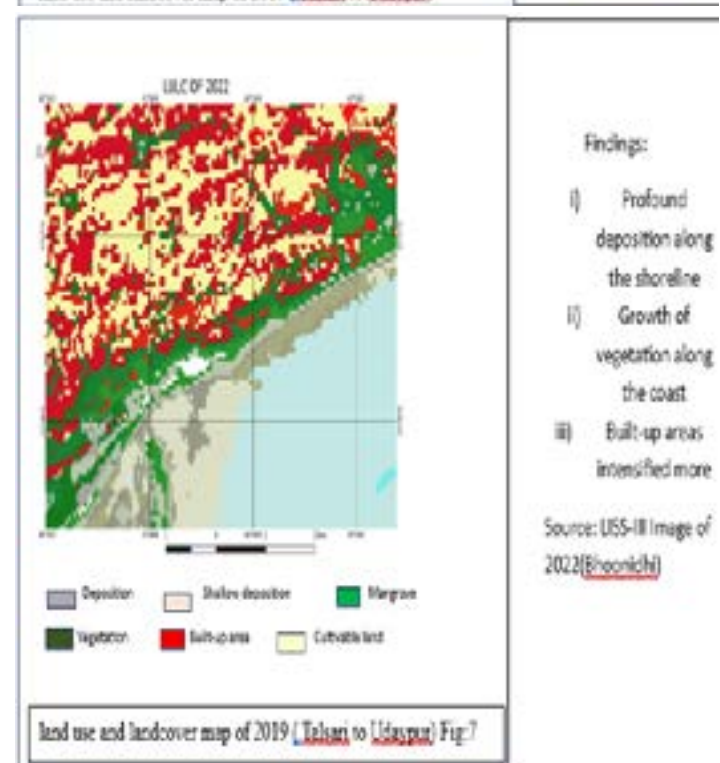 LULC OF 2022
Deposition
Shallow deposition
Mangrove
Vegetation
Built-up area
Cultivable land
land use and landcover map of 2019 ( Talsari to Udaypur) Fig:7
Findings:
i) Profound
deposition along
the shoreline
ii) Growth of
vegetation along
the coast
iii) Built-up areas
intensified more
Source: LISS-III Image of
2022(Bhoonidhi)